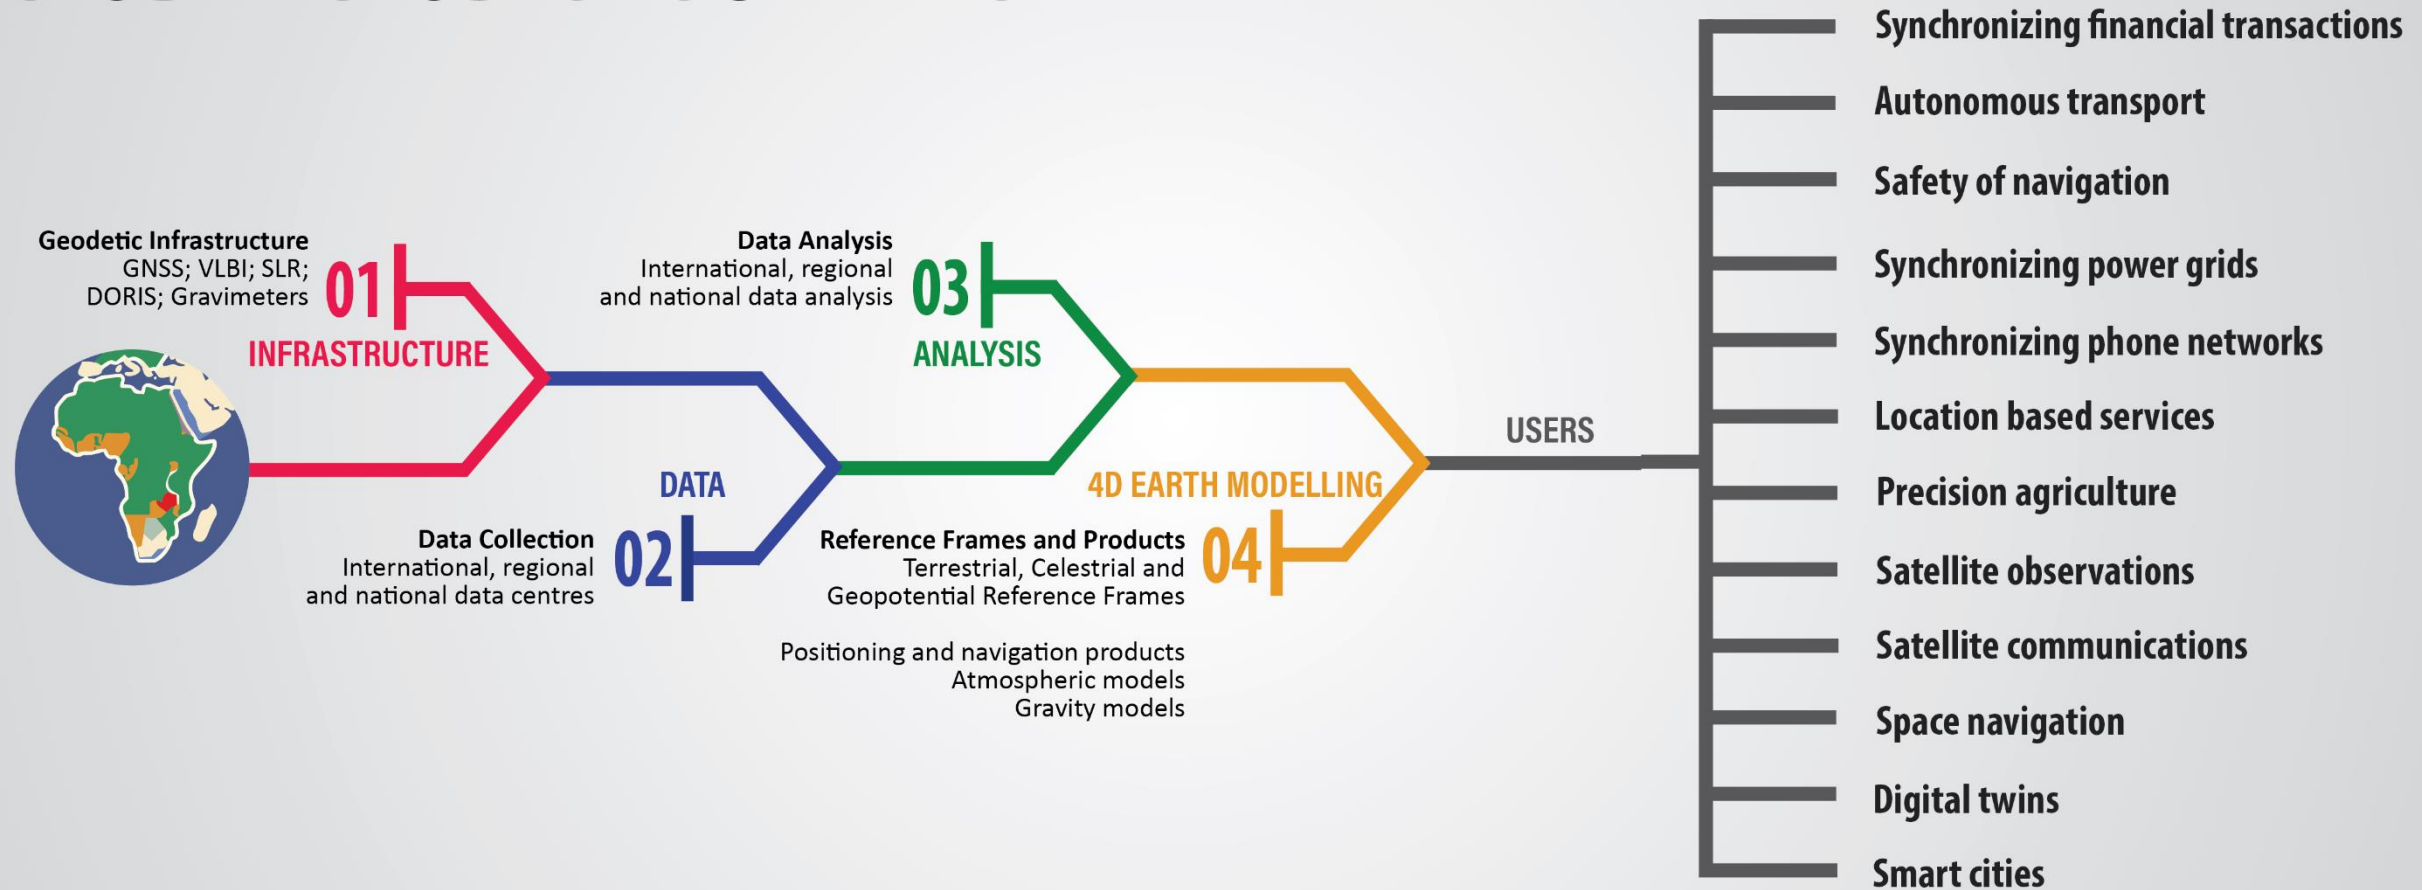 Geodetic Infrastructure
GNSS; VLBI; SLR;
DORIS; Gravimeters
01
INFRASTRUCTURE
DATA
Data Collection
International, regional
and national data centres
02
Data Analysis
International, regional
and national data analysis
03
ANALYSIS
4D EARTH MODELLING
Reference Frames and Products
Terrestrial, Celestrial and
Geopotential Reference Frames
04
Positioning and navigation products
Atmospheric models
Gravity models
USERS
Synchronizing financial transactions
Autonomous transport
Safety of navigation
Synchronizing power grids
Synchronizing phone networks
Location based services
Precision agriculture
Satellite observations
Satellite communications
Space navigation
Digital twins
Smart cities